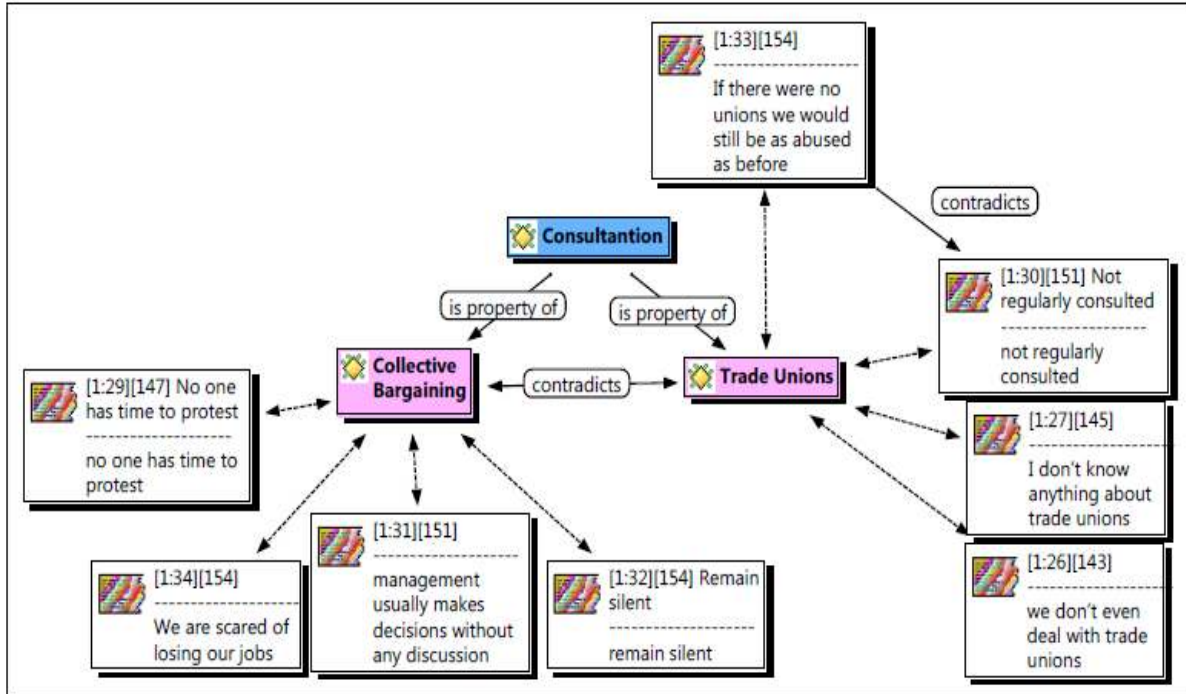 [1:33][154]
----------------------
If there were no
unions we would
still be as abused
as before
contradicts
Consultantion
is property of
is property of
[1:30][151] Not
regularly consulted
--------------------
not regularly
consulted
Collective
Bargaining
contradicts
Trade Unions
[1:29][147] No one
has time to protest
--------------------
no one has time to
protest
[1:27][145]
--------------------
I don't know
anything about
trade unions
[1:31][151]
--------------------
management
usually makes
decisions without
any discussion
[1:34][154]
--------------------
We are scared of
losing our jobs
[1:32][154] Remain
silent
--------------------
remain silent
[1:26][143]
--------------------
we don't even
deal with trade
unions